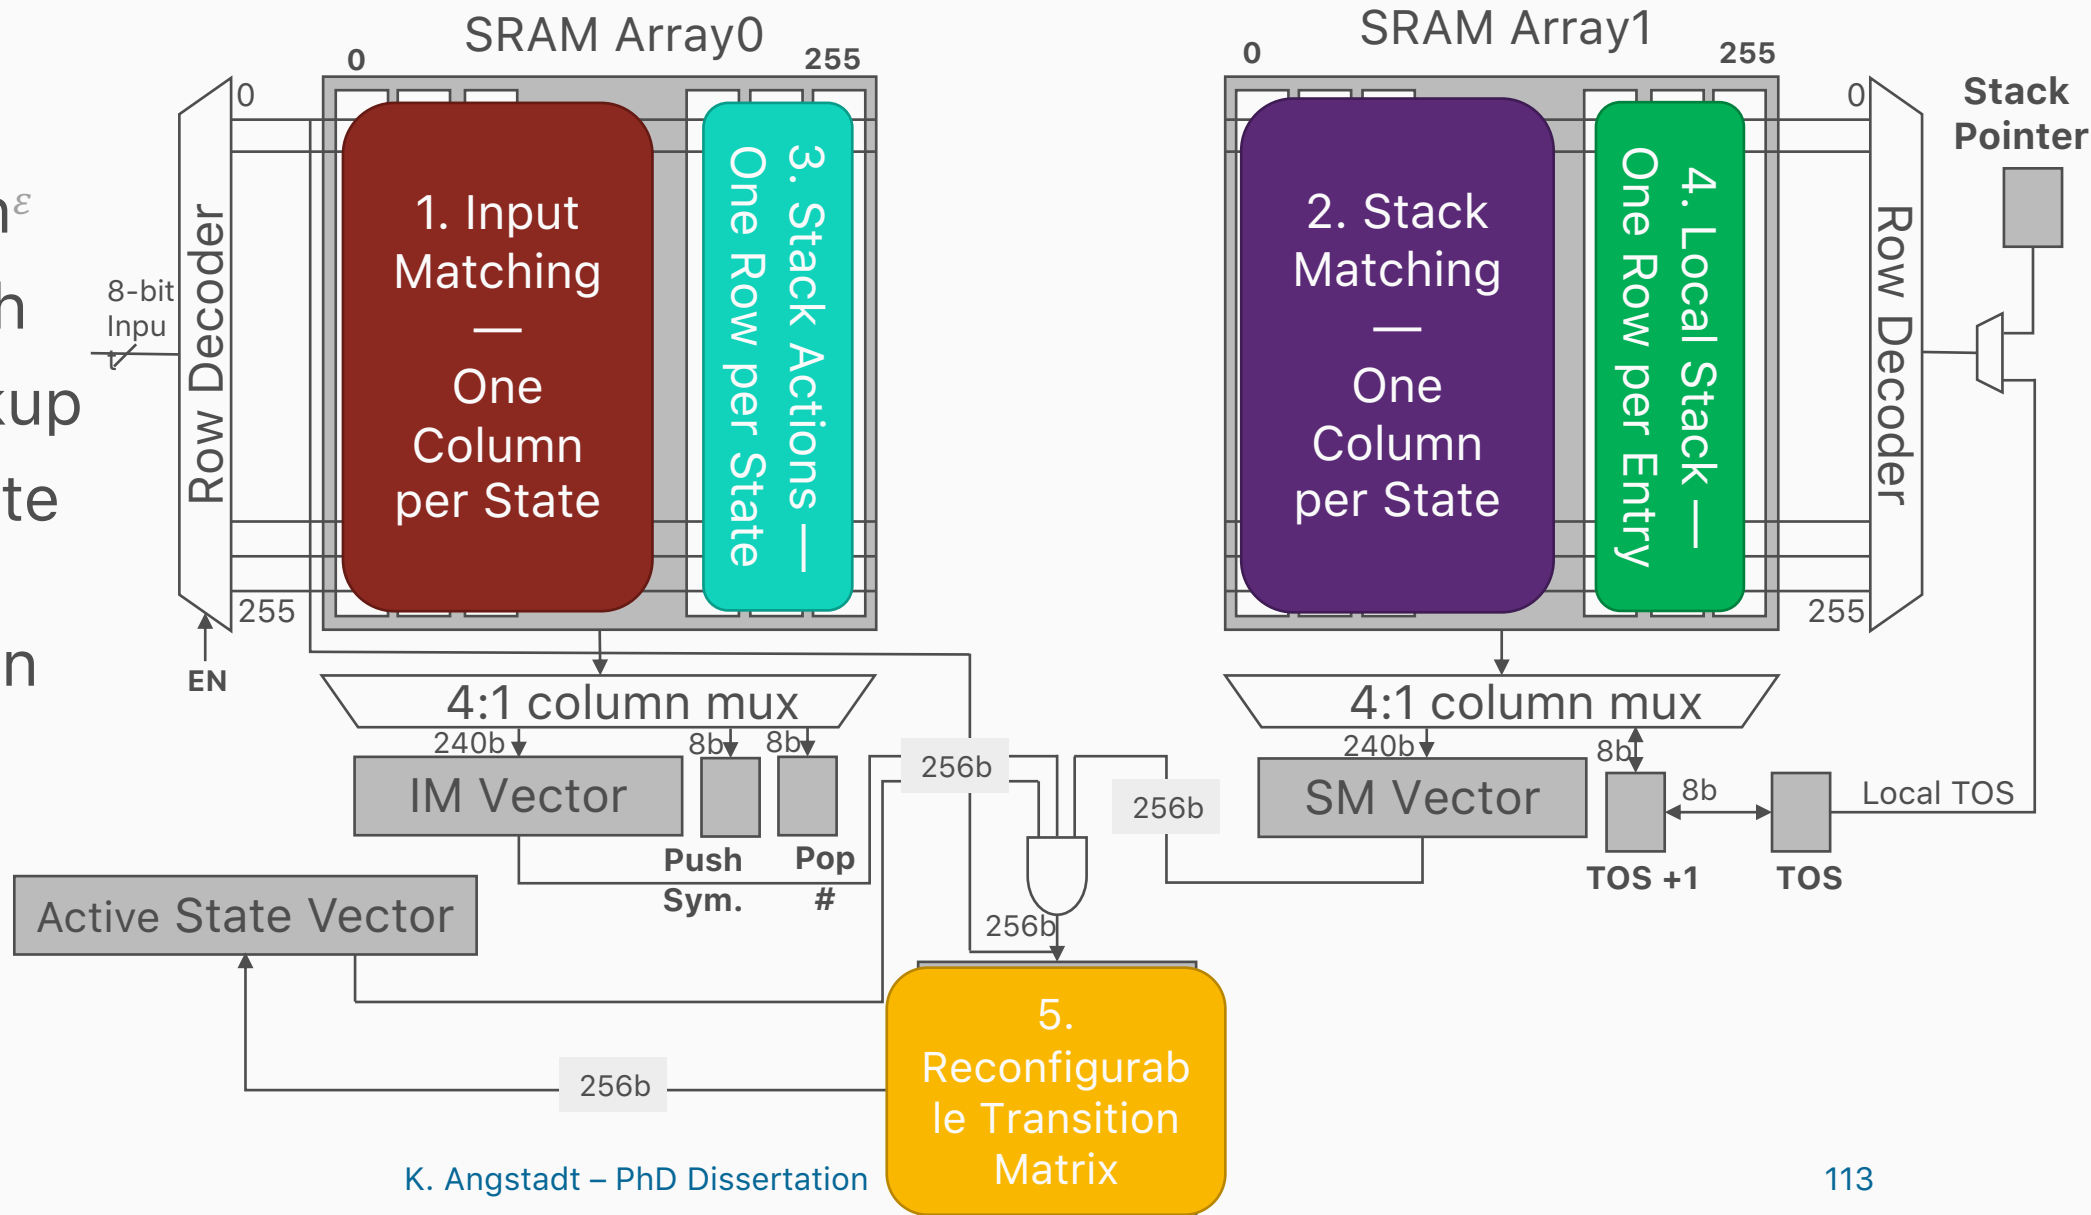 SRAM Array0
0
255
SRAM Array1
0
255
Stack
Pointer
0
0
Row Decoder
1. Input
Matching
—
One
Column
per State
3. Stack Actions —
One Row per State
2. Stack
Matching
—
One
Column
per State
4. Local Stack —
One Row per Entry
Row Decoder
ε
h
kup
te
n
8-bit
Inpu
t
255
255
EN
4:1 column mux
4:1 column mux
240b
8b
8b
240b
8b
IM Vector
256b
256b
SM Vector
8b
Local TOS
Push
Sym.
Pop
#
TOS +1
TOS
Active State Vector
256b
5.
Reconfigurab
le Transition
Matrix
256b
K. Angstadt – PhD Dissertation
113